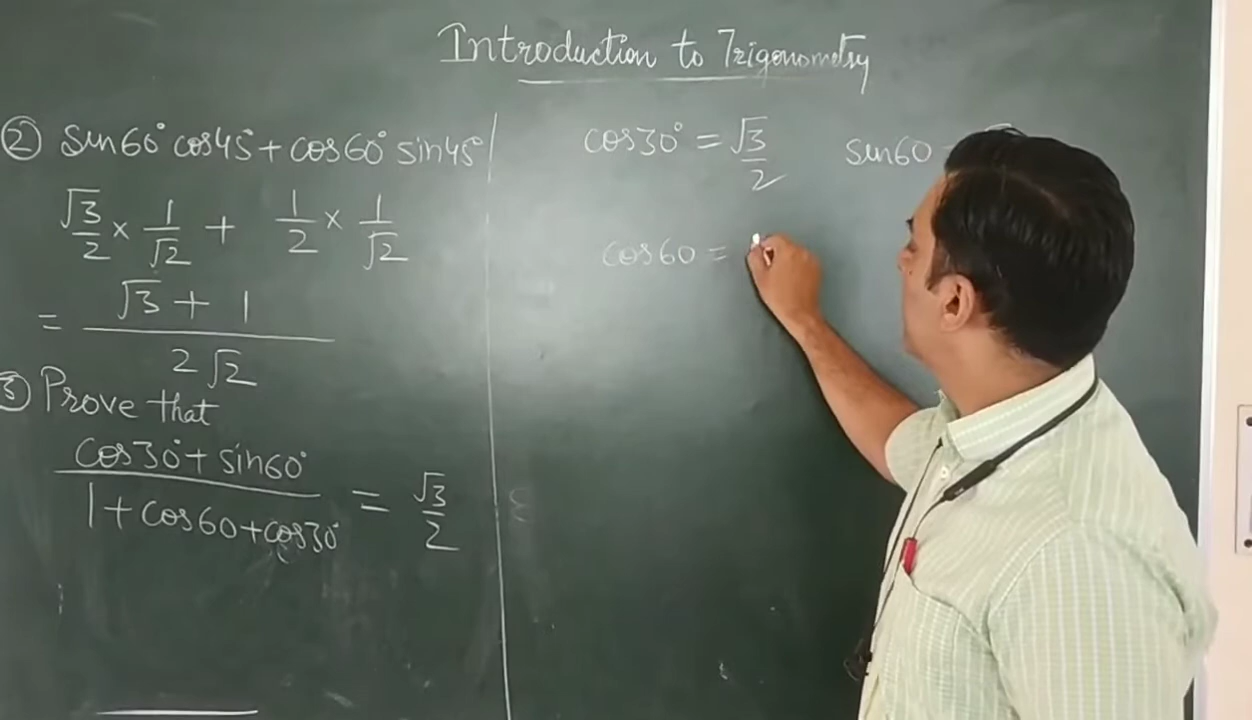 Introduction to Trigonometry
② sin60° cos45° + cos60° sin45°
√3/2 × 1/√2 + 1/2 × 1/√2
= √3 + 1 / 2√2
③ Prove that
cos30° + sin60° / 1 + cos60 + cos30° = √3/2
cos30° = √3/2
sin60
cos60 =